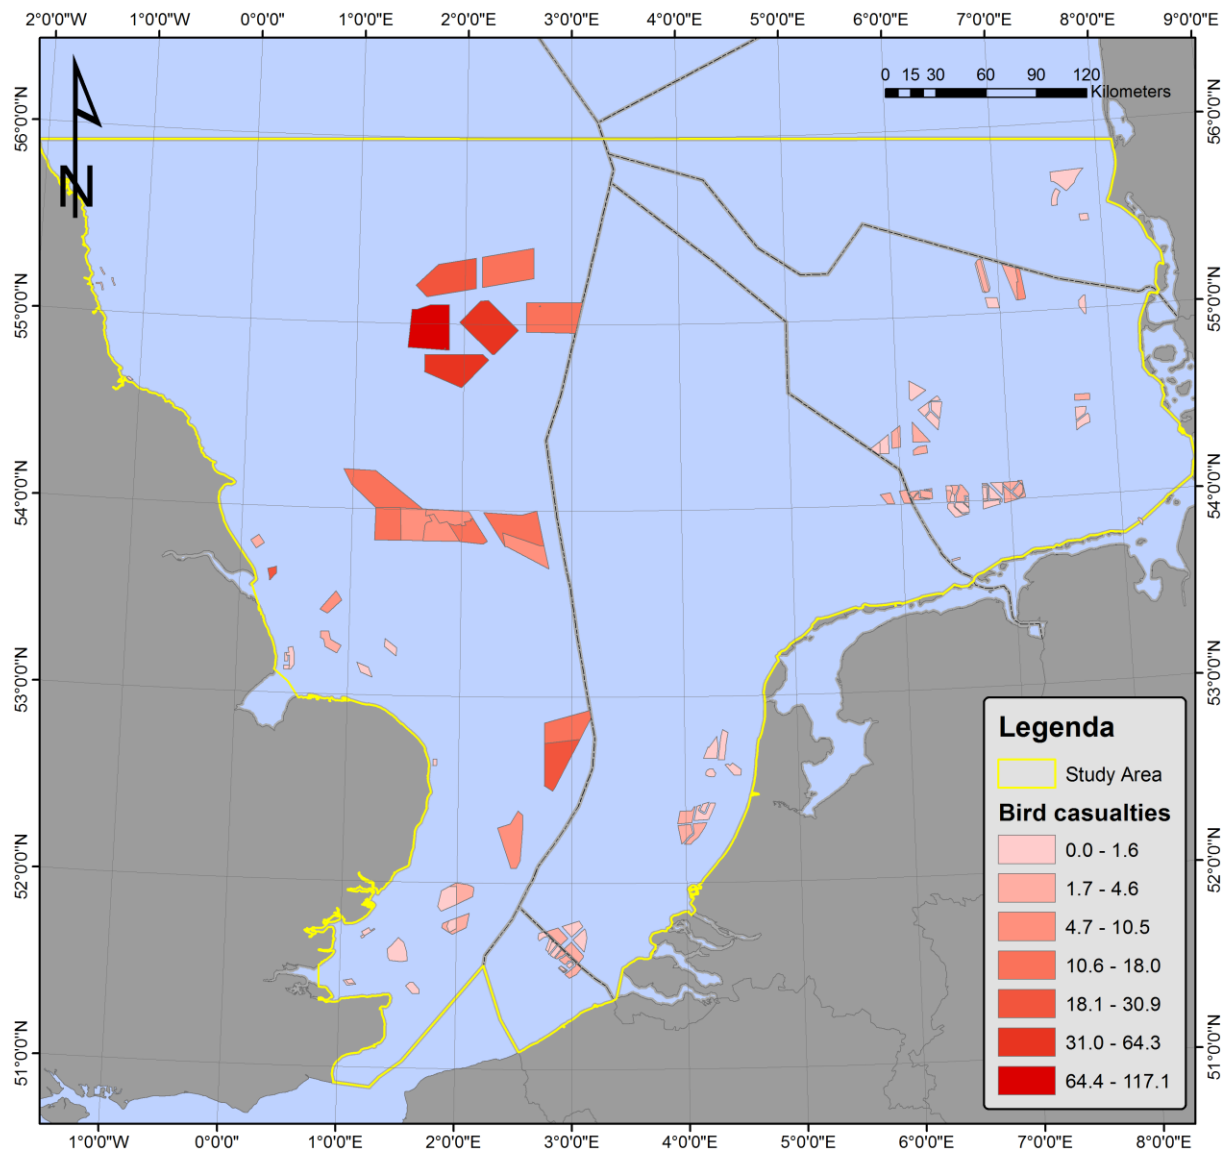 2°0'0"W 1°0'0"W 0°0'0" 1°0'0"E 2°0'0"E 3°0'0"E 4°0'0"E 5°0'0"E 6°0'0"E 7°0'0"E 8°0'0"E 9°0'0"E
0 15 30 60 90 120
Kilometers
N
56°0'0"N 56°0'0"N
55°0'0"N 55°0'0"N
54°0'0"N 54°0'0"N
53°0'0"N 53°0'0"N
52°0'0"N 52°0'0"N
51°0'0"N 51°0'0"N
Legenda
Study Area
Bird casualties
0.0 - 1.6
1.7 - 4.6
4.7 - 10.5
10.6 - 18.0
18.1 - 30.9
31.0 - 64.3
64.4 - 117.1
1°0'0"W 0°0'0" 1°0'0"E 2°0'0"E 3°0'0"E 4°0'0"E 5°0'0"E 6°0'0"E 7°0'0"E 8°0'0"E